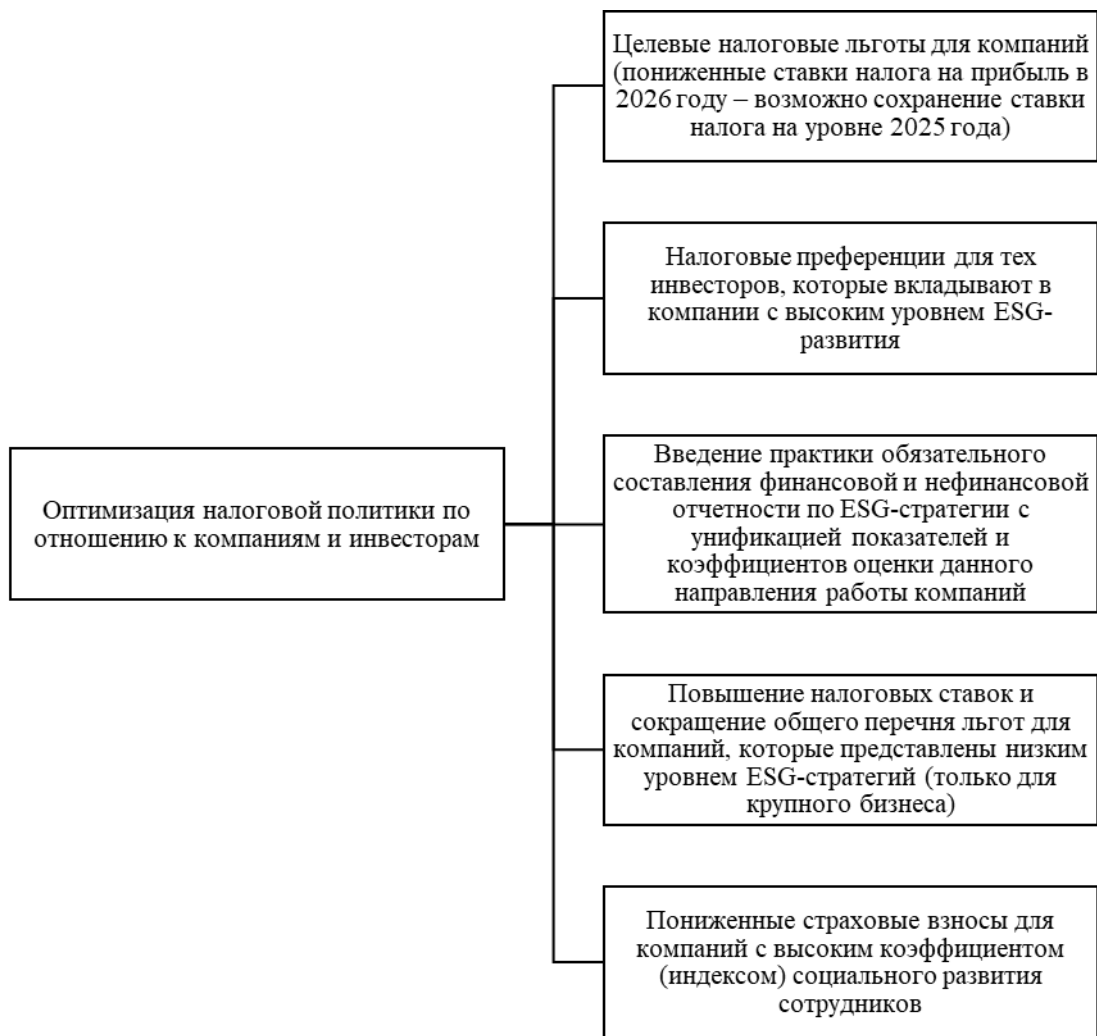 Целевые налоговые льготы для компаний
(пониженные ставки налога на прибыль в
2026 году – возможно сохранение ставки
налога на уровне 2025 года)
Налоговые преференции для тех
инвесторов, которые вкладывают в
компании с высоким уровнем ESG-
развития
Оптимизация налоговой политики по
отношению к компаниям и инвесторам
Введение практики обязательного
составления финансовой и нефинансовой
отчетности по ESG-стратегии с
унификацией показателей и
коэффициентов оценки данного
направления работы компаний
Повышение налоговых ставок и
сокращение общего перечня льгот для
компаний, которые представлены низким
уровнем ESG-стратегий (только для
крупного бизнеса)
Пониженные страховые взносы для
компаний с высоким коэффициентом
(индексом) социального развития
сотрудников